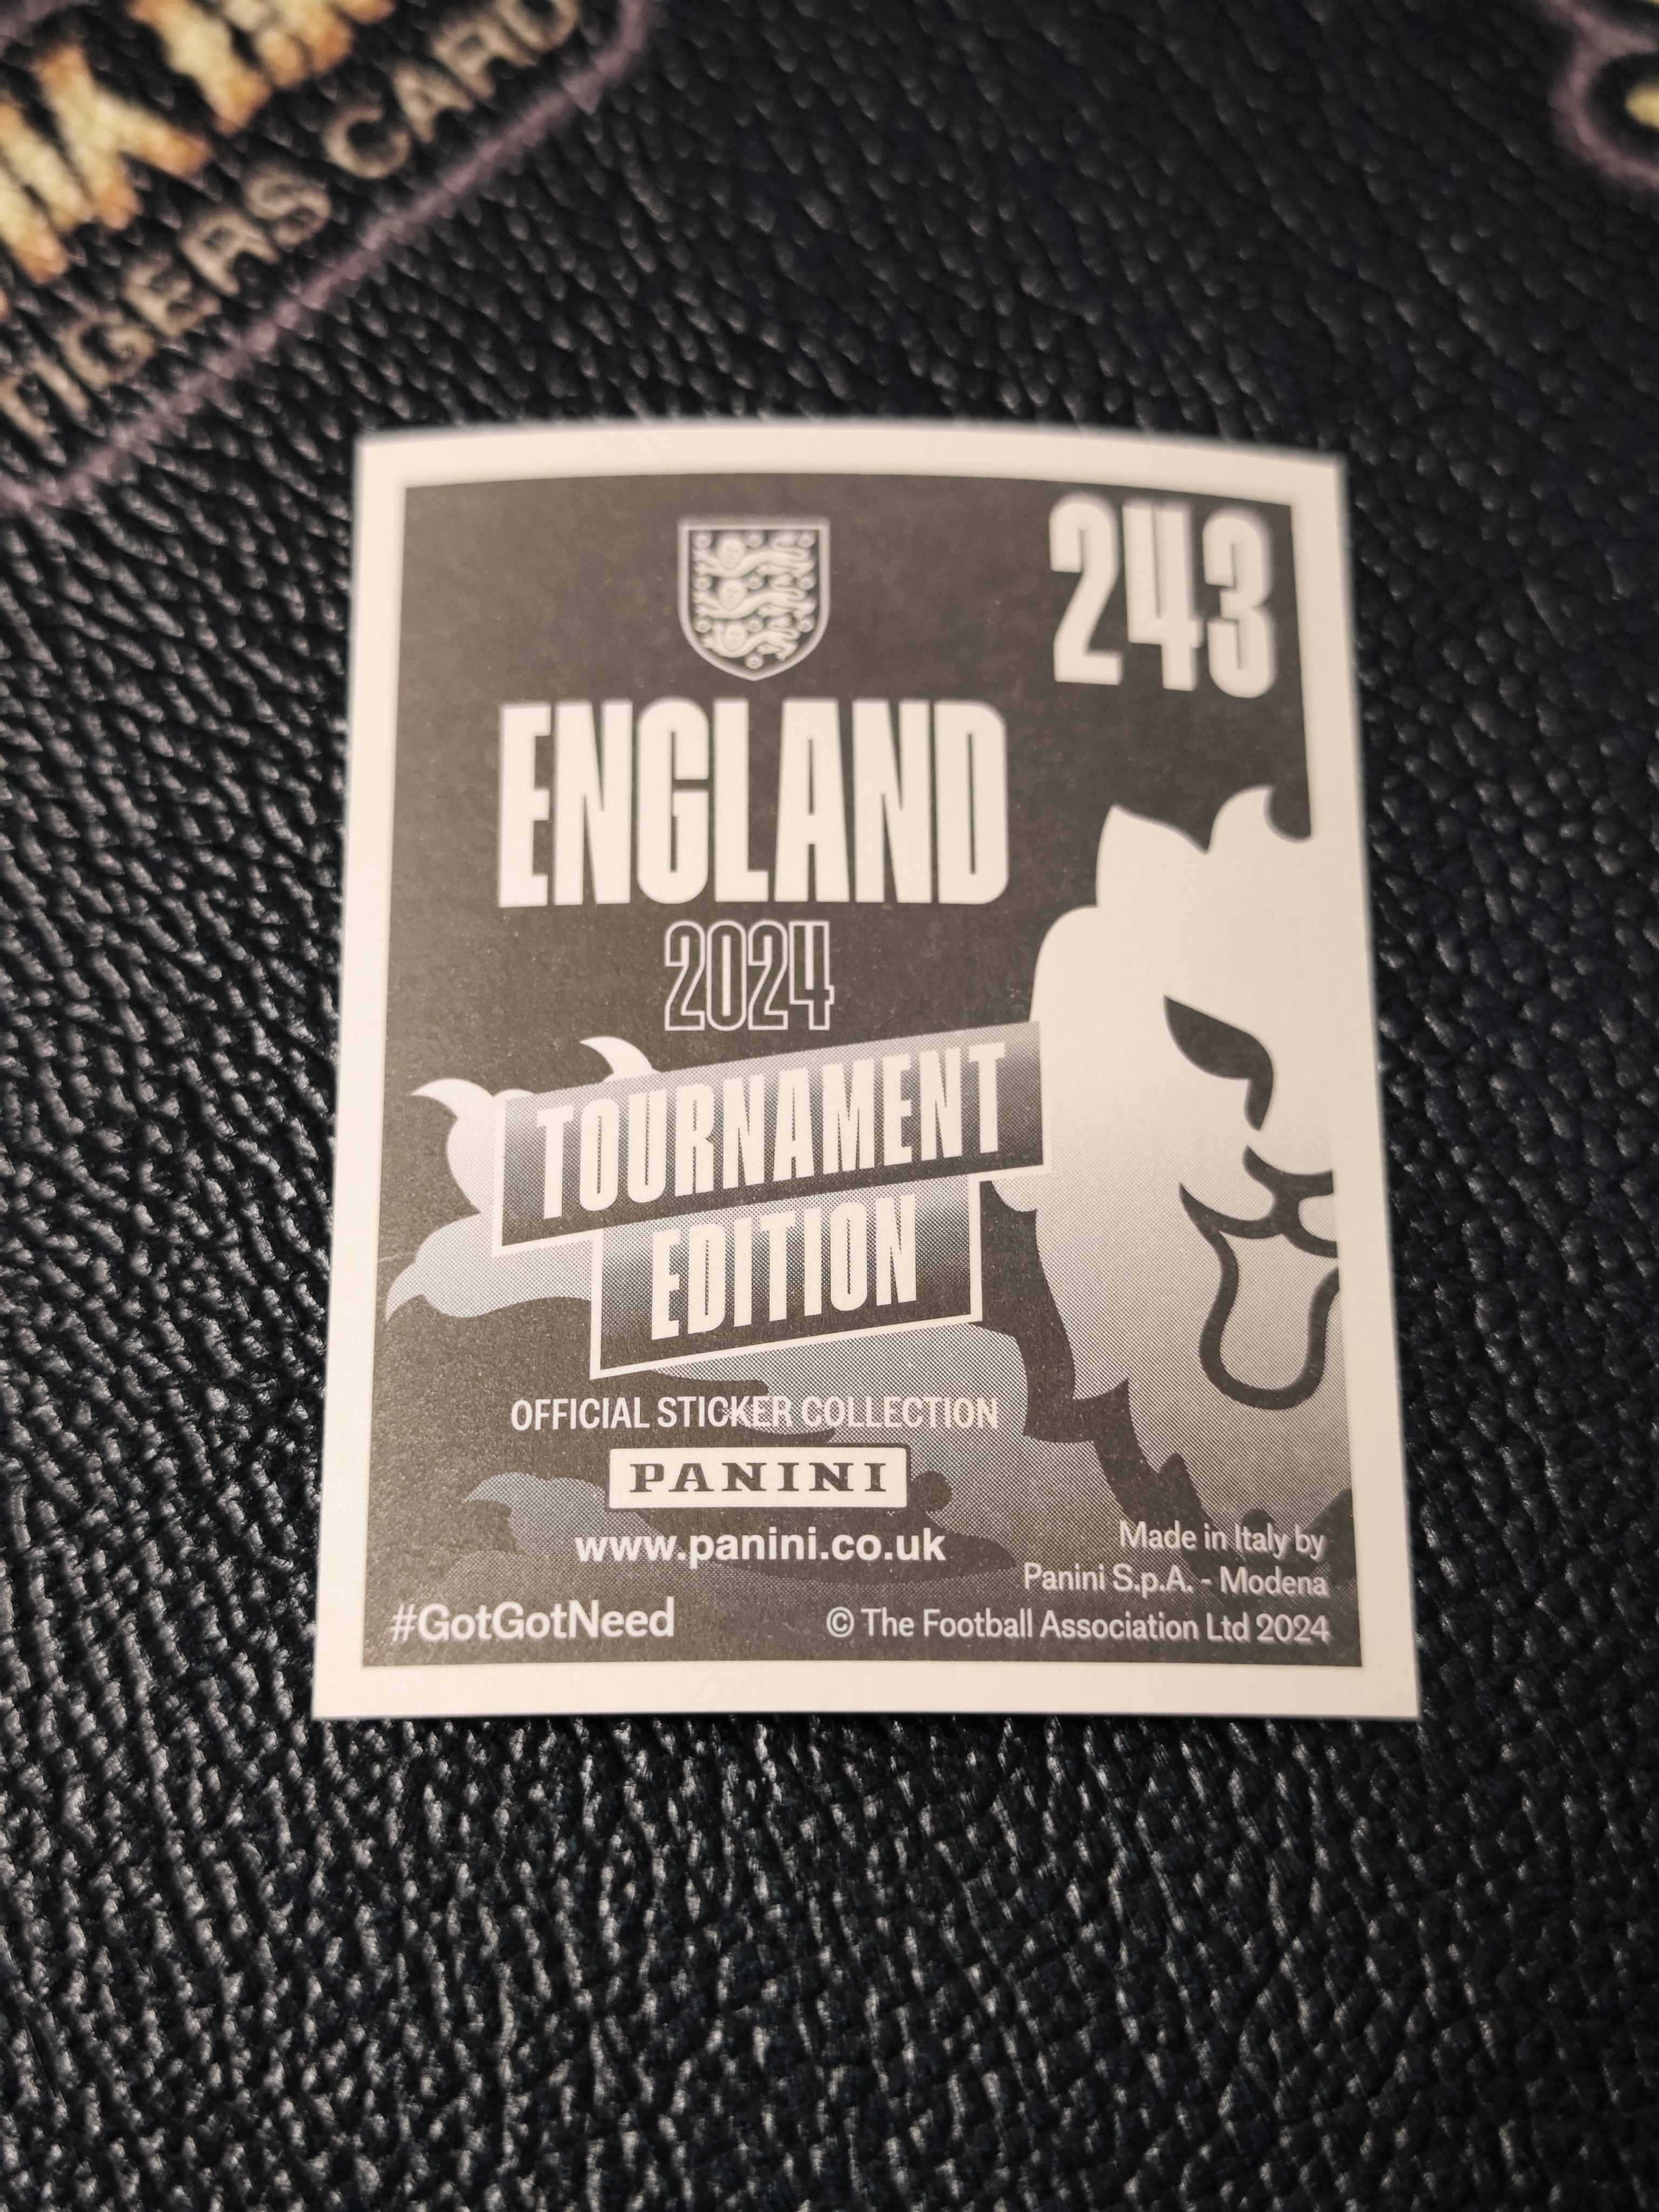 TIGERS CARD
243
ENGLAND
2024
TOURNAMENT
EDITION
OFFICIAL STICKER COLLECTION
PANINI
www.panini.co.uk
Made in Italy by
Panini S.p.A. - Modena
#GotGotNeed
© The Football Association Ltd 2024